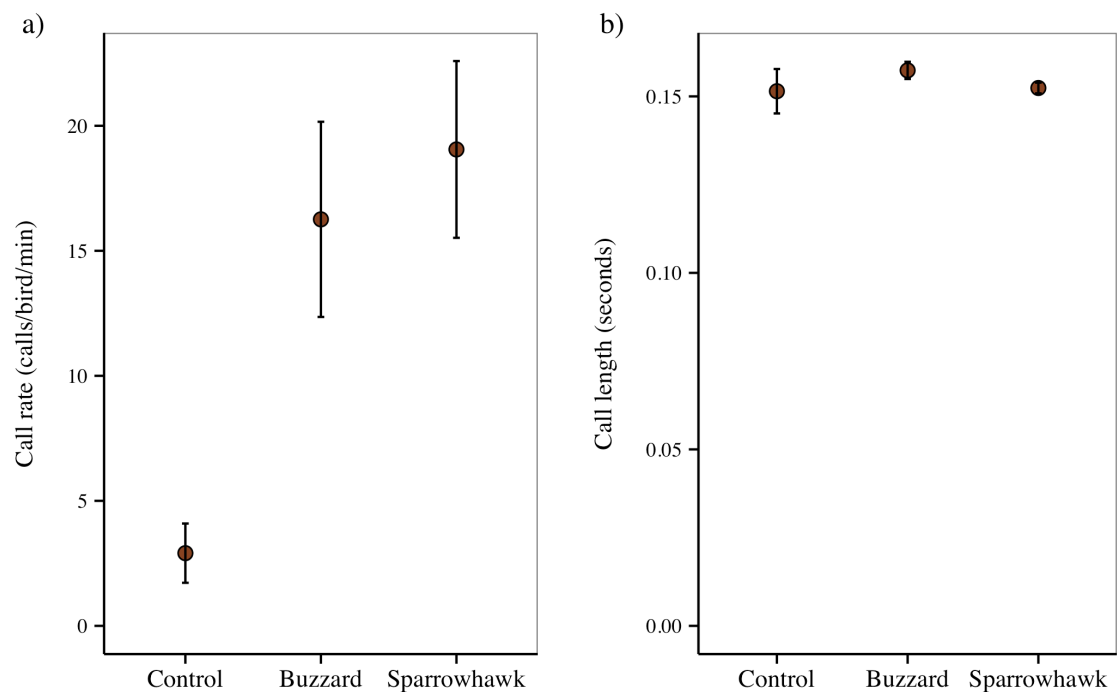 a)
Call rate (calls/bird/min)
20
15
10
5
0
Control Buzzard Sparrowhawk
b)
Call length (seconds)
0.15
0.10
0.05
0.00
Control Buzzard Sparrowhawk